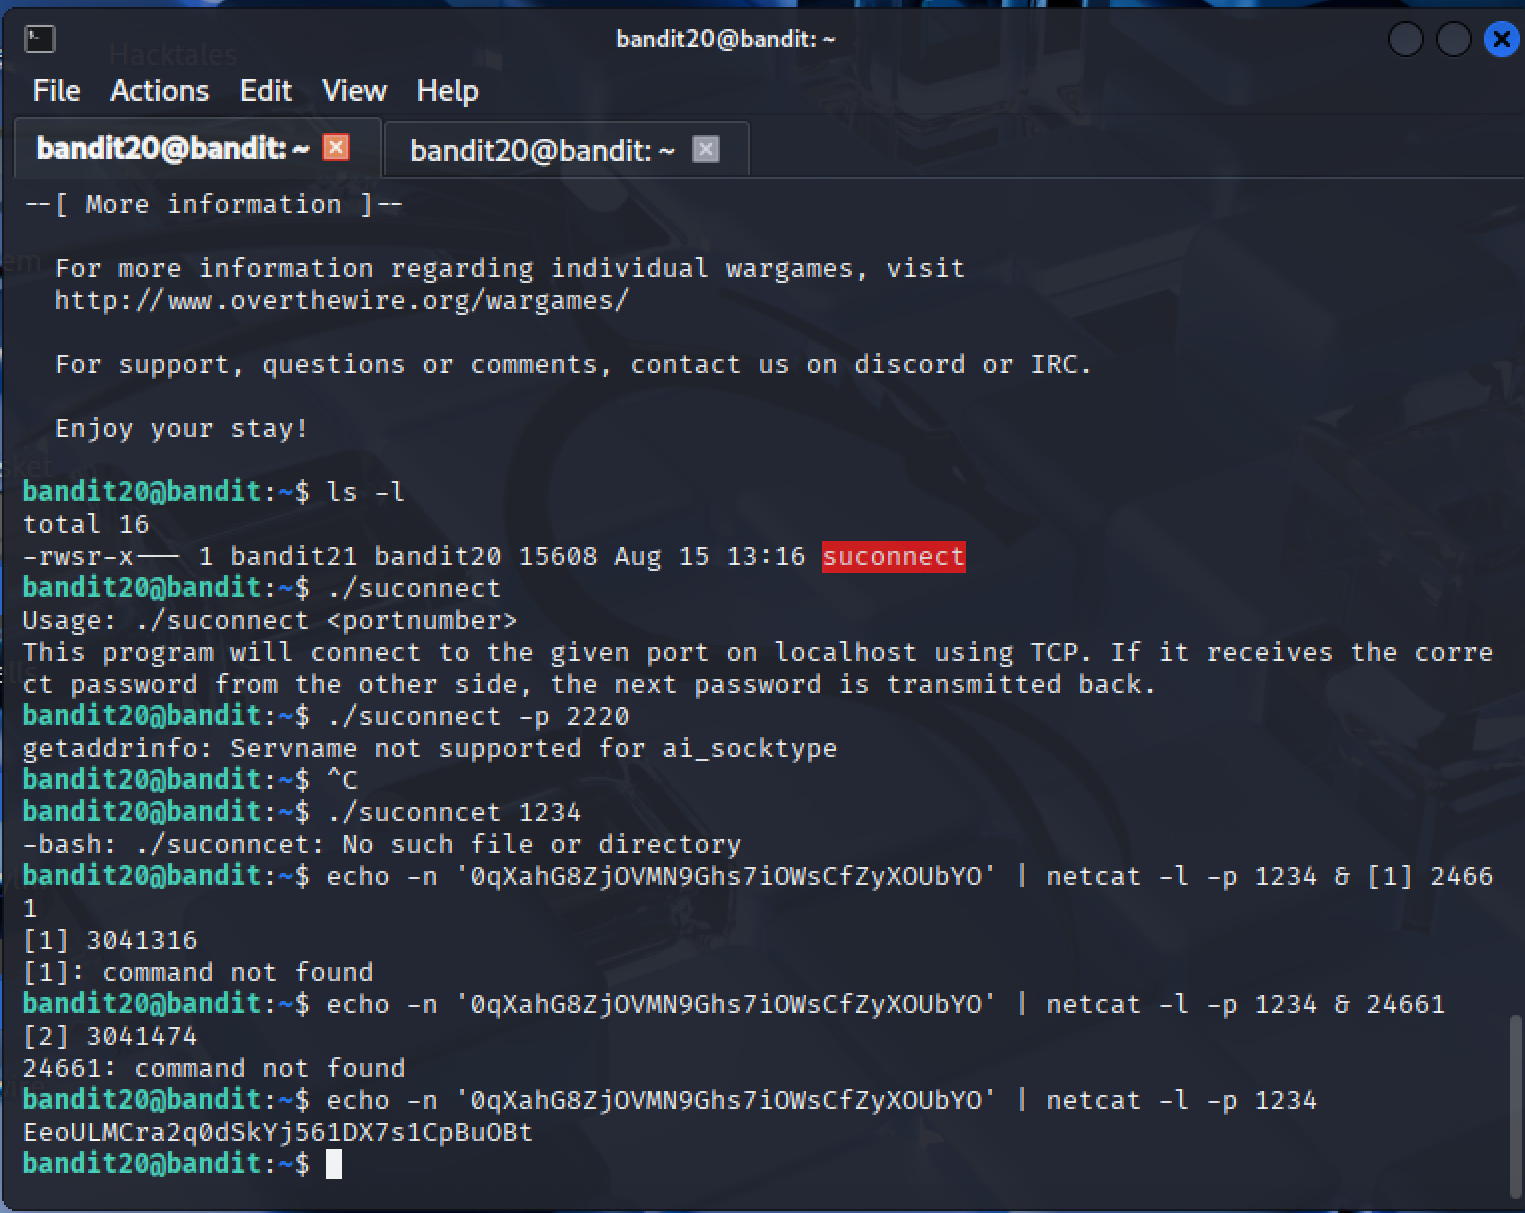 Hacktales
bandit20@bandit: ~
File Actions Edit View Help
bandit20@bandit: ~ bandit20@bandit: ~
--[ More information ]--
For more information regarding individual wargames, visit
http://www.overthewire.org/wargames/
For support, questions or comments, contact us on discord or IRC.
Enjoy your stay!
bandit20@bandit:~$ ls -l
total 16
-rwsr-x--- 1 bandit21 bandit20 15608 Aug 15 13:16 suconnect
bandit20@bandit:~$ ./suconnect
Usage: ./suconnect <portnumber>
This program will connect to the given port on localhost using TCP. If it receives the corre
ct password from the other side, the next password is transmitted back.
bandit20@bandit:~$ ./suconnect -p 2220
getaddrinfo: Servname not supported for ai_socktype
bandit20@bandit:~$ ^C
bandit20@bandit:~$ ./suconncet 1234
-bash: ./suconncet: No such file or directory
bandit20@bandit:~$ echo -n '0qXahG8ZjOVMN9Ghs7iOWsCfZyXOUbYO' | netcat -l -p 1234 & [1] 2466
1
[1] 3041316
[1]: command not found
bandit20@bandit:~$ echo -n '0qXahG8ZjOVMN9Ghs7iOWsCfZyXOUbYO' | netcat -l -p 1234 & 24661
[2] 3041474
24661: command not found
bandit20@bandit:~$ echo -n '0qXahG8ZjOVMN9Ghs7iOWsCfZyXOUbYO' | netcat -l -p 1234
EeoULMCra2q0dSkYj561DX7s1CpBuOBt
bandit20@bandit:~$